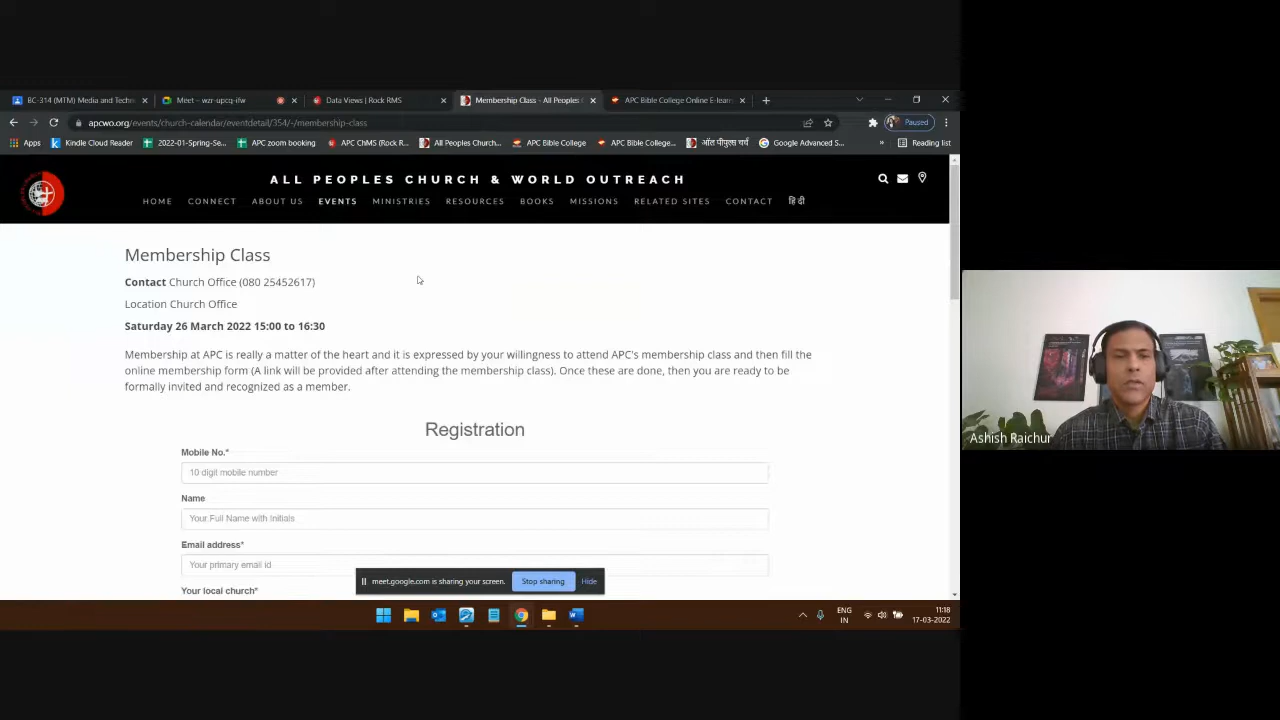 BC-314 (MTM) Media and Techn
Meet – wzr-upcq-ifw
Data Views | Rock RMS
Membership Class - All Peoples
APC Bible College Online E-learn
apcwo.org/events/church-calendar/eventdetail/354/-/membership-class
Paused
Apps
Kindle Cloud Reader
2022-01-Spring-Se...
APC zoom booking
APC ChMS (Rock R...
All Peoples Church...
APC Bible College
APC Bible College...
ऑल पीपुल्स चर्च
Google Advanced S...
»
Reading list
ALL PEOPLES CHURCH & WORLD OUTREACH
HOME CONNECT ABOUT US EVENTS MINISTRIES RESOURCES BOOKS MISSIONS RELATED SITES CONTACT हिंदी
Membership Class
Contact Church Office (080 25452617)
Location Church Office
Saturday 26 March 2022 15:00 to 16:30
Membership at APC is really a matter of the heart and it is expressed by your willingness to attend APC's membership class and then fill the
online membership form (A link will be provided after attending the membership class). Once these are done, then you are ready to be
formally invited and recognized as a member.
Registration
Mobile No.*
10 digit mobile number
Name
Your Full Name with Initials
Email address*
Your primary email id
Your local church*
meet.google.com is sharing your screen.
Stop sharing
Hide
ENG
IN
11:18
17-03-2022
Ashish Raichur